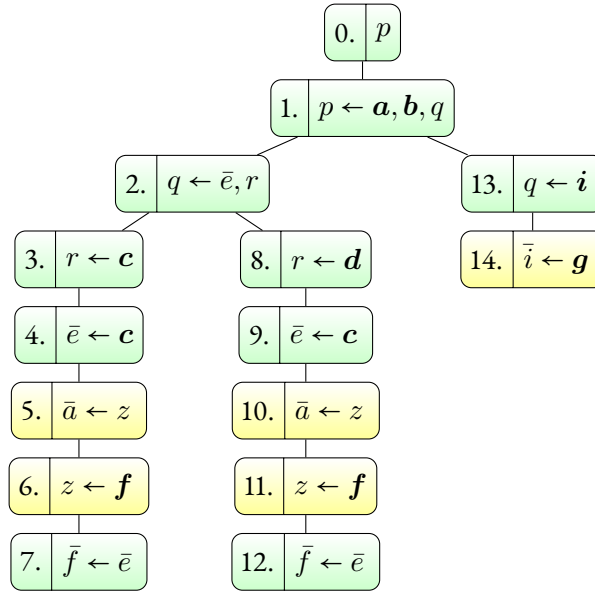 0. p
1. p ← a, b, q
2. q ← ē, r
13. q ← i
3. r ← c
8. r ← d
14. ī ← g
4. ē ← c
9. ē ← c
5. ā ← z
10. ā ← z
6. z ← f
11. z ← f
7. f̄ ← ē
12. f̄ ← ē